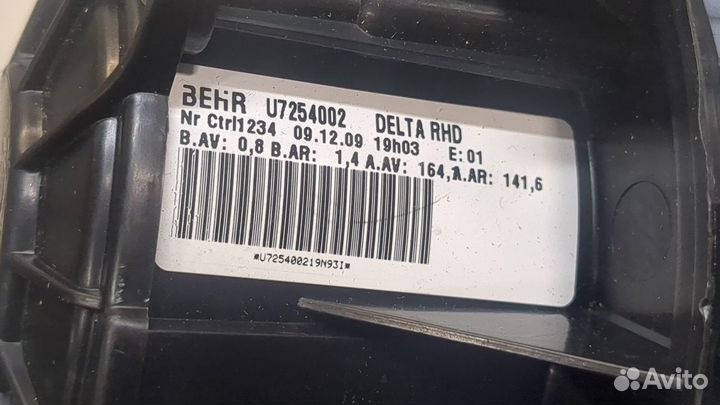 BEHR U7254002 DELTA RHD
Nr Ctrl1234 09.12.09 19h03 E:01
B.AV: 0,8 B.AR: 1,4 A.AV: 164, A.AR: 141,6
*U725400219N93I*
Avito